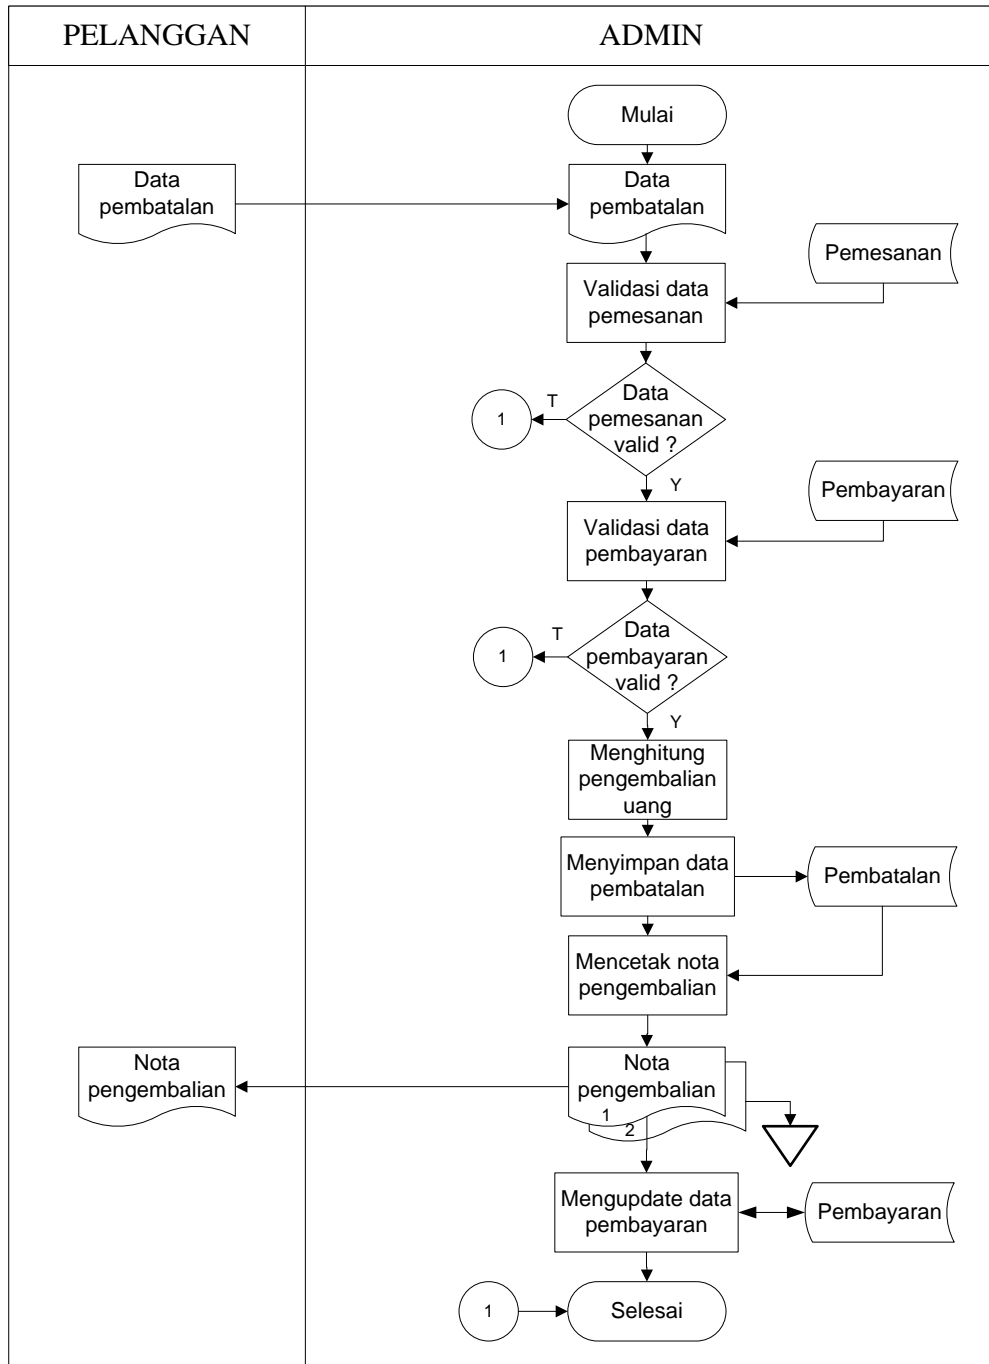 PELANGGAN
ADMIN
Mulai
Data
pembatalan
Data
pembatalan
Pemesanan
Validasi data
pemesanan
Data
pemesanan
valid ?
T
1
Y
Pembayaran
Validasi data
pembayaran
Data
pembayaran
valid ?
T
1
Y
Menghitung
pengembalian
uang
Menyimpan data
pembatalan
Pembatalan
Mencetak nota
pengembalian
Nota
pengembalian
Nota
pengembalian
1
2
Mengupdate data
pembayaran
Pembayaran
1
Selesai